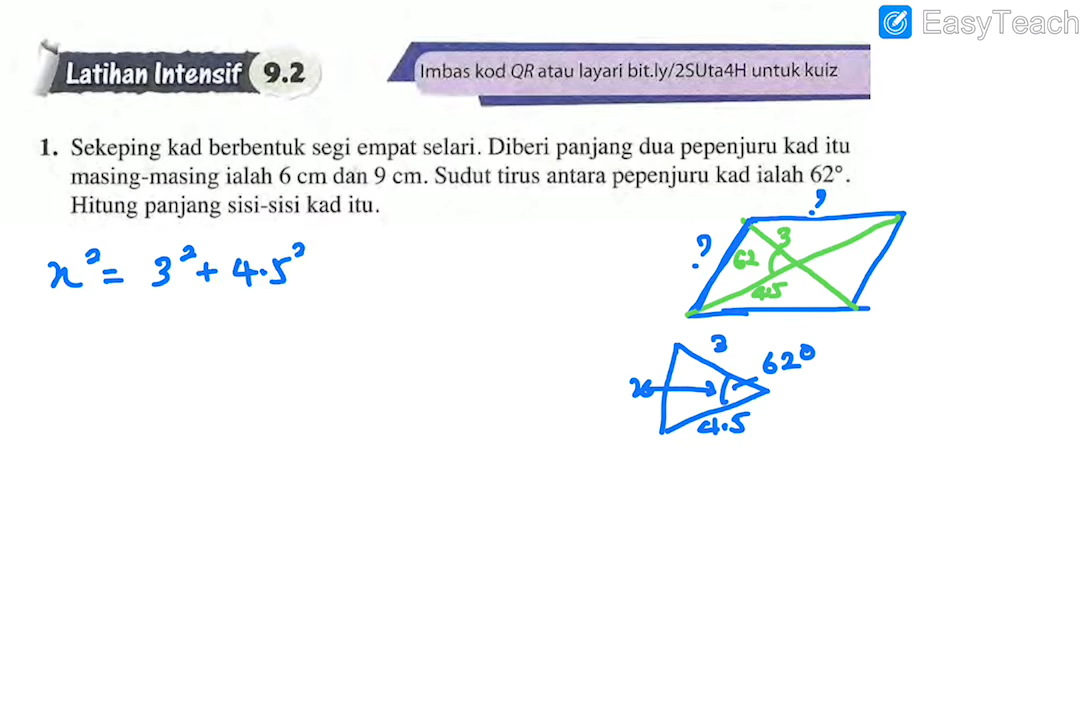 EasyTeach
Latihan Intensif 9.2
Imbas kod QR atau layari bit.ly/2SUta4H untuk kuiz
1. Sekeping kad berbentuk segi empat selari. Diberi panjang dua pepenjuru kad itu
masing-masing ialah 6 cm dan 9 cm. Sudut tirus antara pepenjuru kad ialah 62°.
Hitung panjang sisi-sisi kad itu.
?
? 62 3
4.5
x² = 3² + 4.5²
3
x 62°
4.5